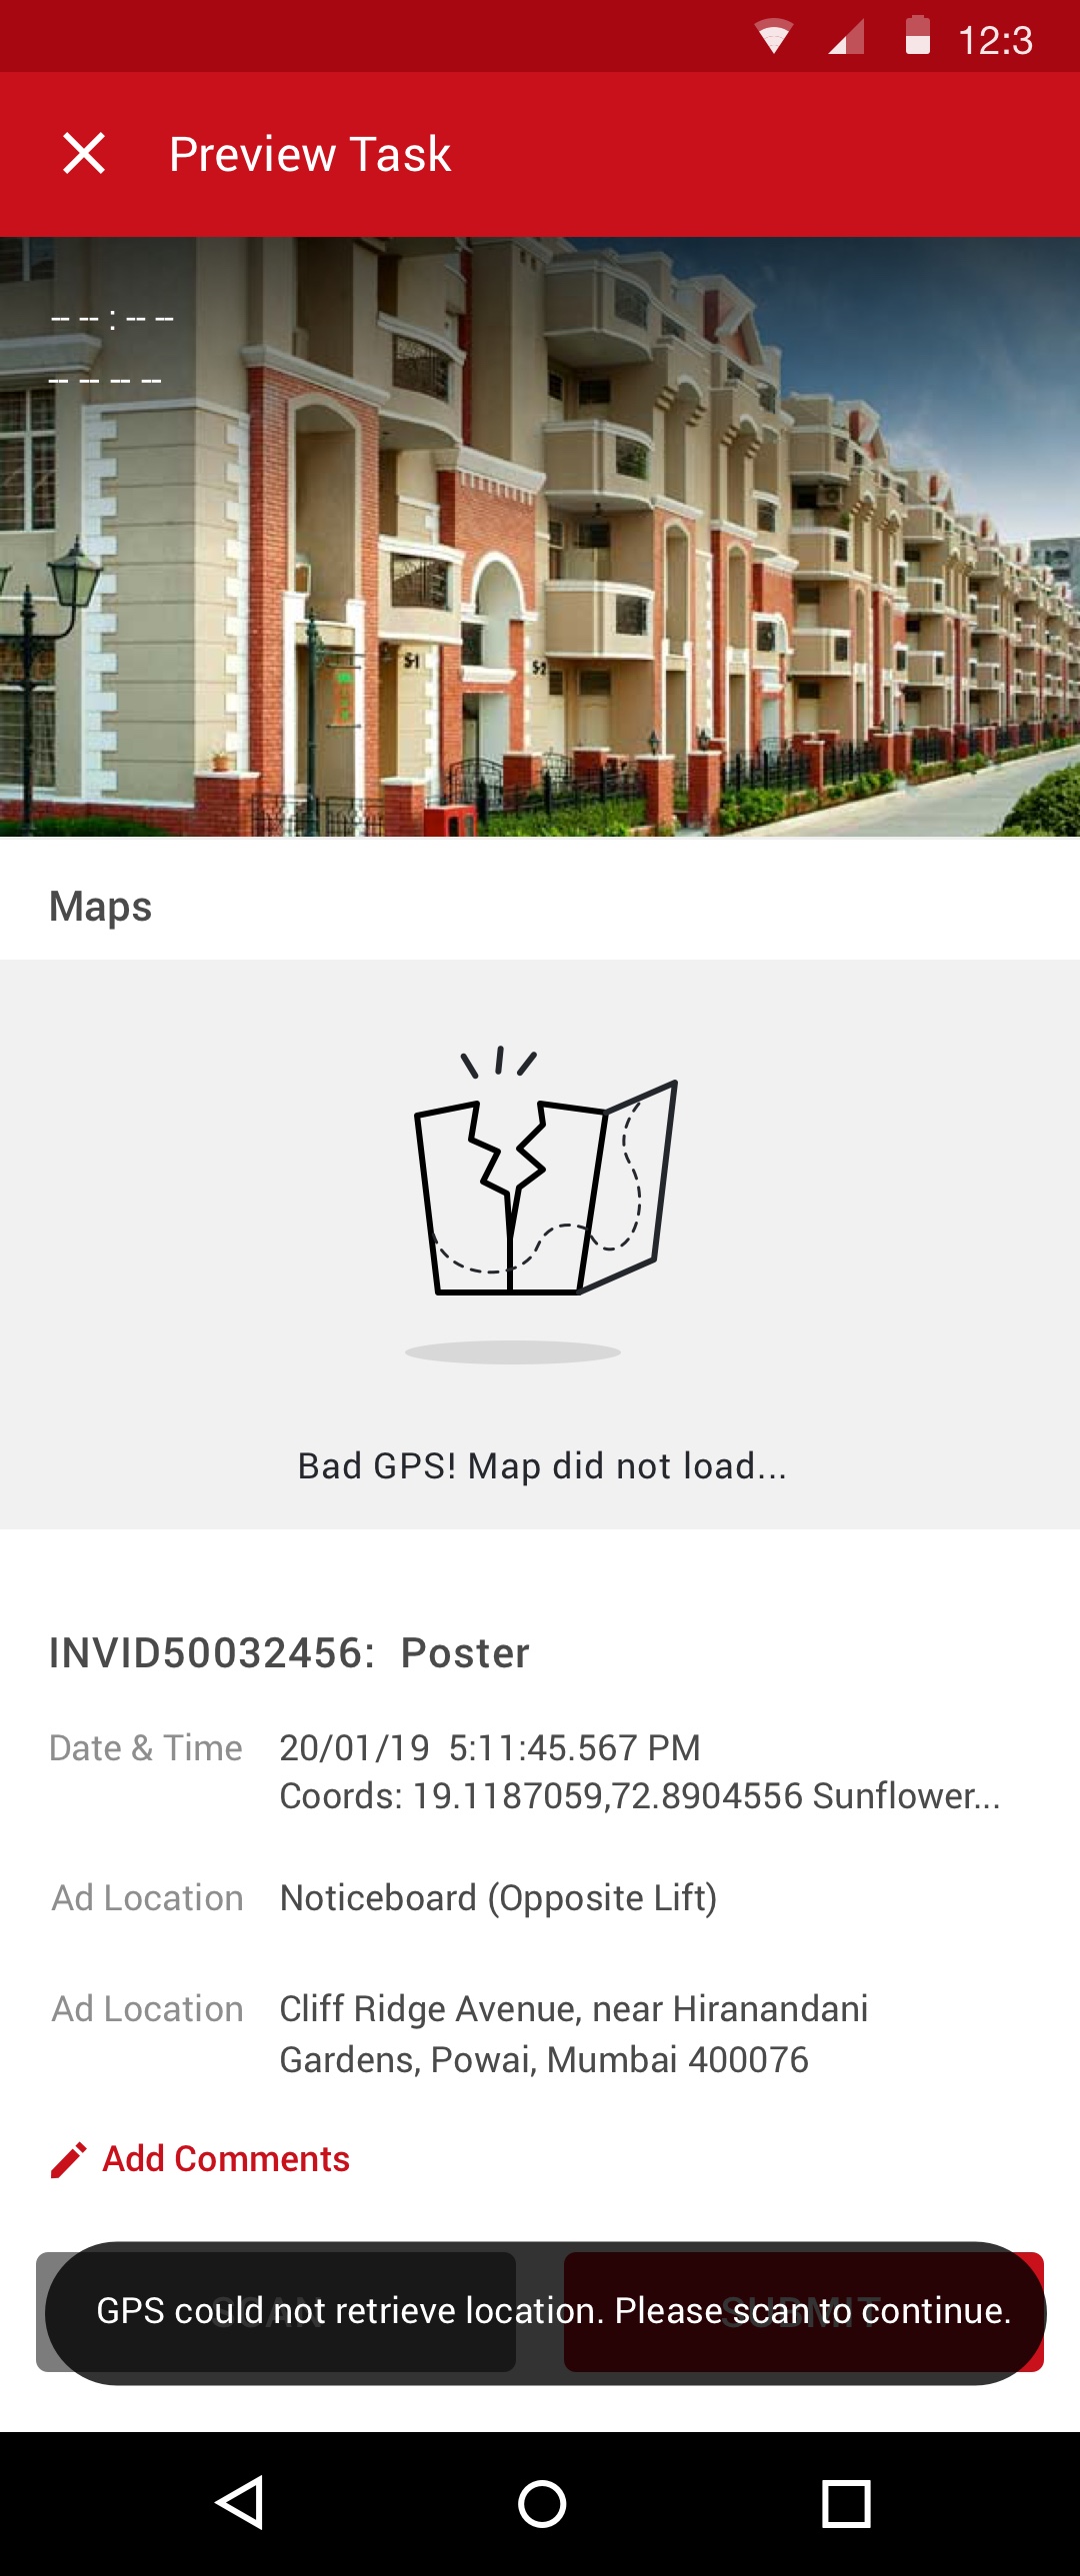 12:3
Preview Task
-- -- : -- --
-- -- -- --
S-1
S-2
Maps
Bad GPS! Map did not load...
INVID50032456: Poster
Date & Time 20/01/19 5:11:45.567 PM
Coords: 19.1187059,72.8904556 Sunflower...
Ad Location Noticeboard (Opposite Lift)
Ad Location Cliff Ridge Avenue, near Hiranandani
Gardens, Powai, Mumbai 400076
Add Comments
SCAN SUBMIT
GPS could not retrieve location. Please scan to continue.